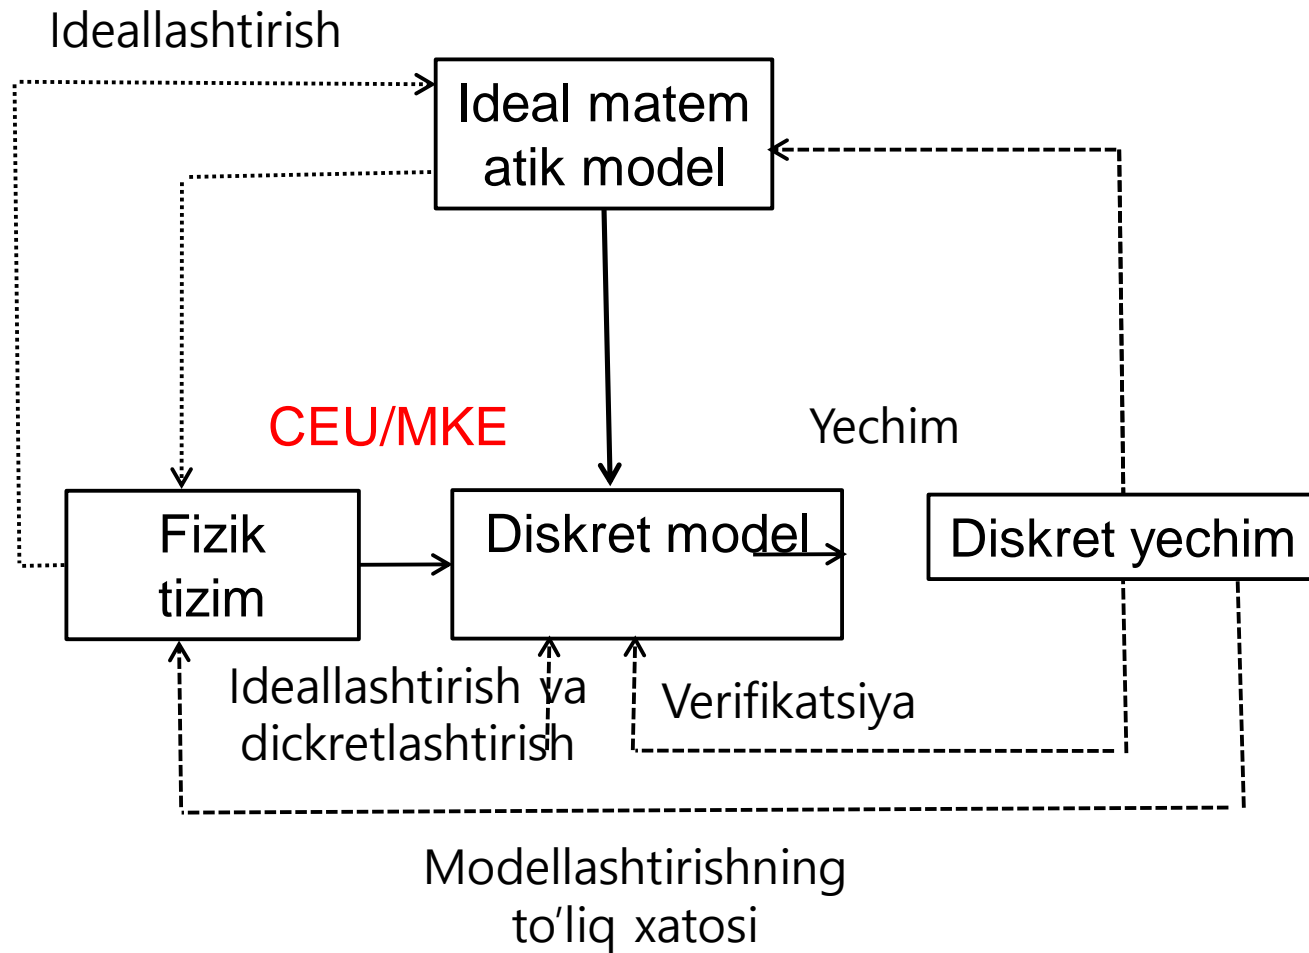 Ideallashtirish
Ideal matem
atik model
CEU/MKE
Yechim
Fizik
tizim
Diskret model
Diskret yechim
Ideallashtirish va
dickretlashtirish
Verifikatsiya
Modellashtirishning
to’liq xatosi